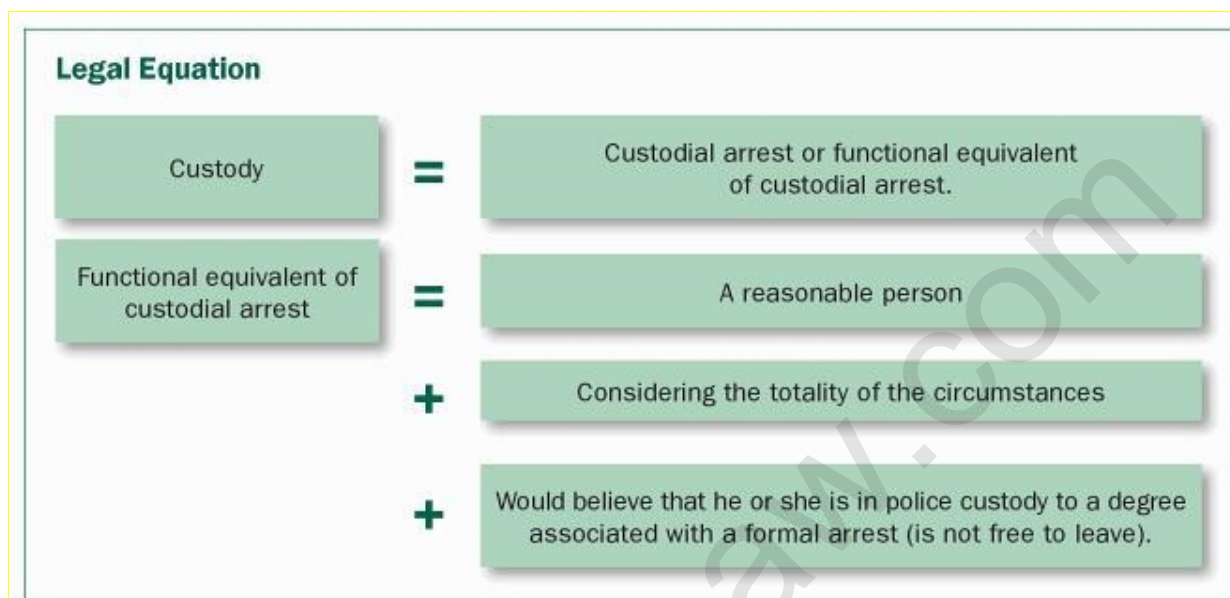 Legal Equation
Custody
=
Custodial arrest or functional equivalent
of custodial arrest.
Functional equivalent of
custodial arrest
=
A reasonable person
+
Considering the totality of the circumstances
+
Would believe that he or she is in police custody to a degree
associated with a formal arrest (is not free to leave).
aw.com